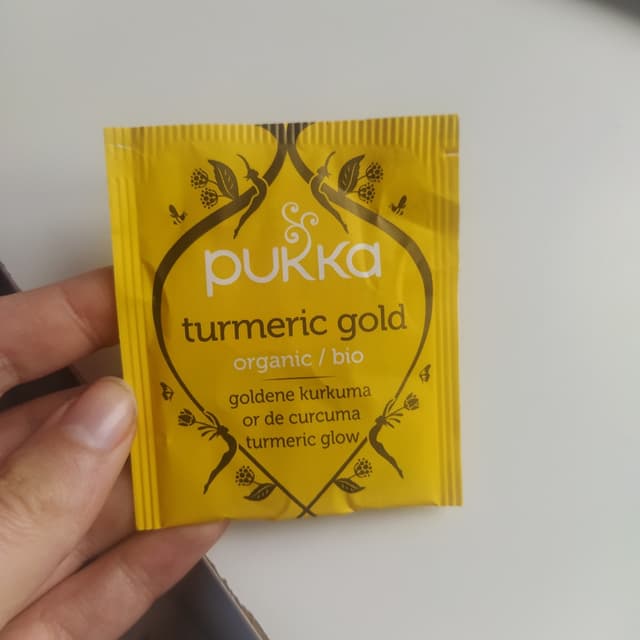 pukka
turmeric gold
organic / bio
goldene kurkuma
or de curcuma
turmeric glow